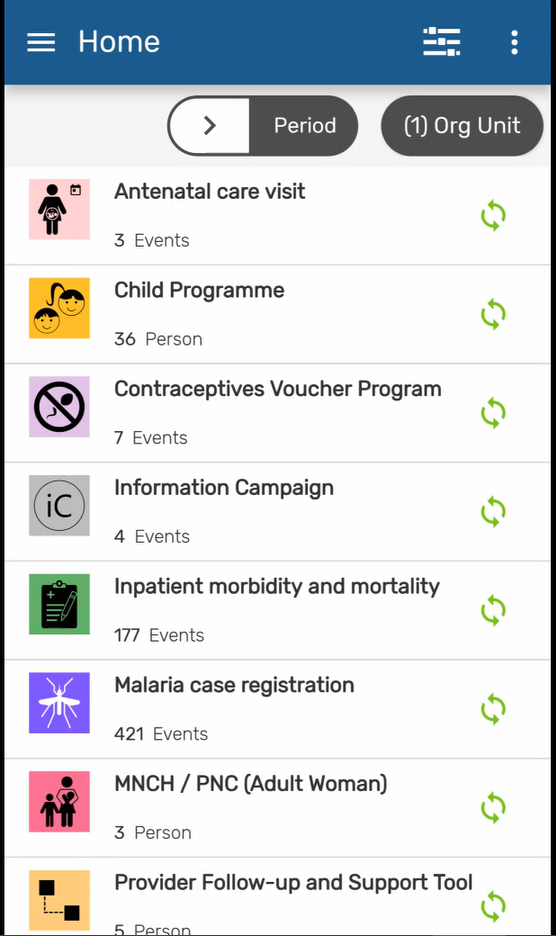 Home
Period
(1) Org Unit
Antenatal care visit
3 Events
Child Programme
36 Person
Contraceptives Voucher Program
7 Events
iC
Information Campaign
4 Events
Inpatient morbidity and mortality
177 Events
Malaria case registration
421 Events
MNCH / PNC (Adult Woman)
3 Person
Provider Follow-up and Support Tool
5 Person